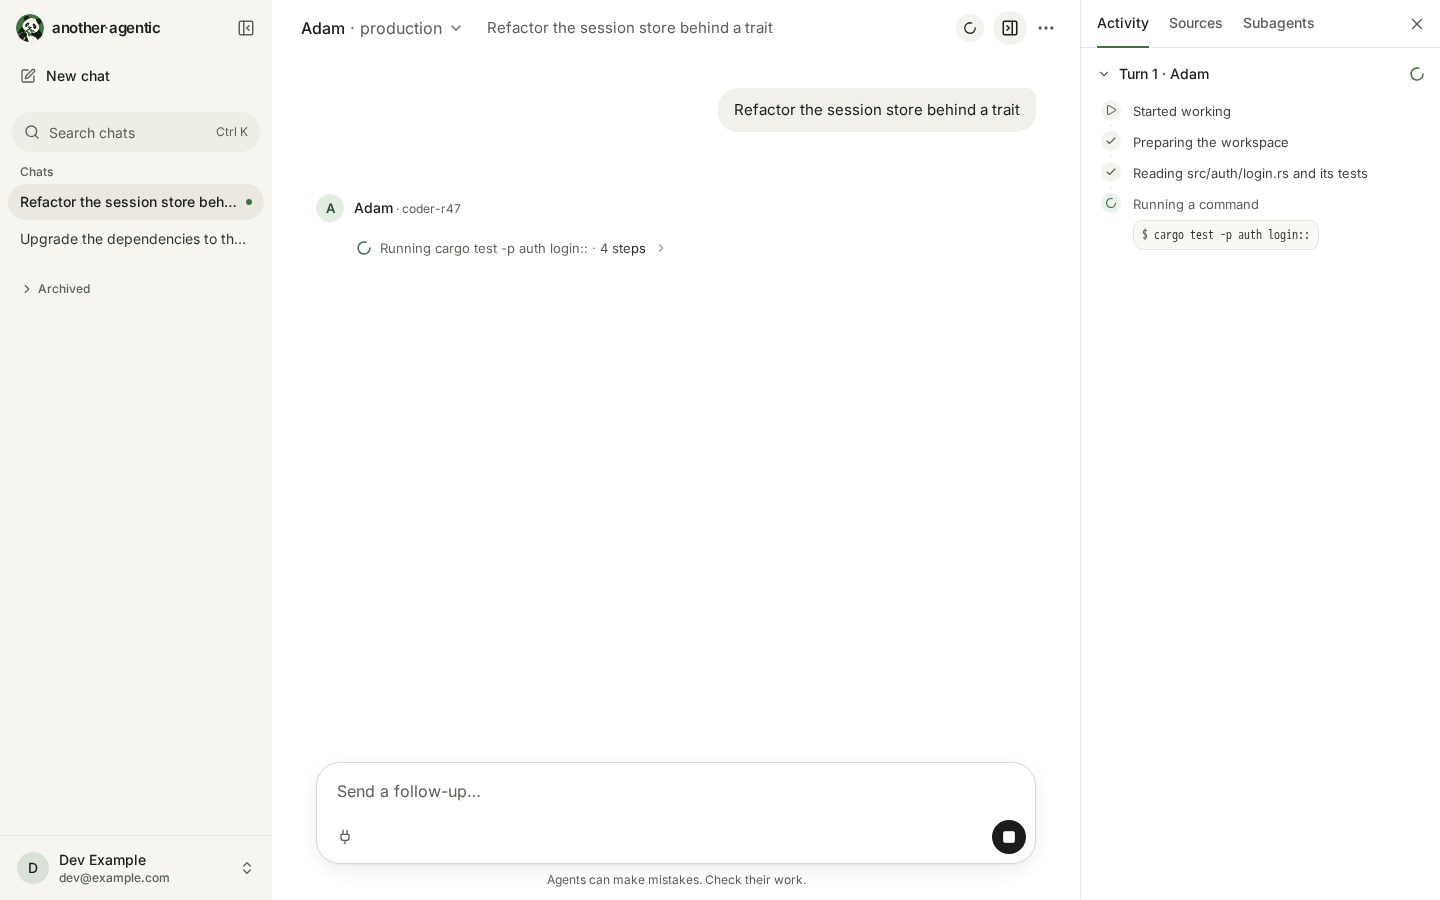 another·agentic
New chat
Search chats Ctrl K
Chats
Refactor the session store beh...
Upgrade the dependencies to th...
Archived
D
Dev Example
dev@example.com
Adam · production
Refactor the session store behind a trait
Refactor the session store behind a trait
A
Adam · coder-r47
Running cargo test -p auth login:: · 4 steps
Send a follow-up...
Agents can make mistakes. Check their work.
Activity Sources Subagents
Turn 1 · Adam
Started working
Preparing the workspace
Reading src/auth/login.rs and its tests
Running a command
$ cargo test -p auth login::